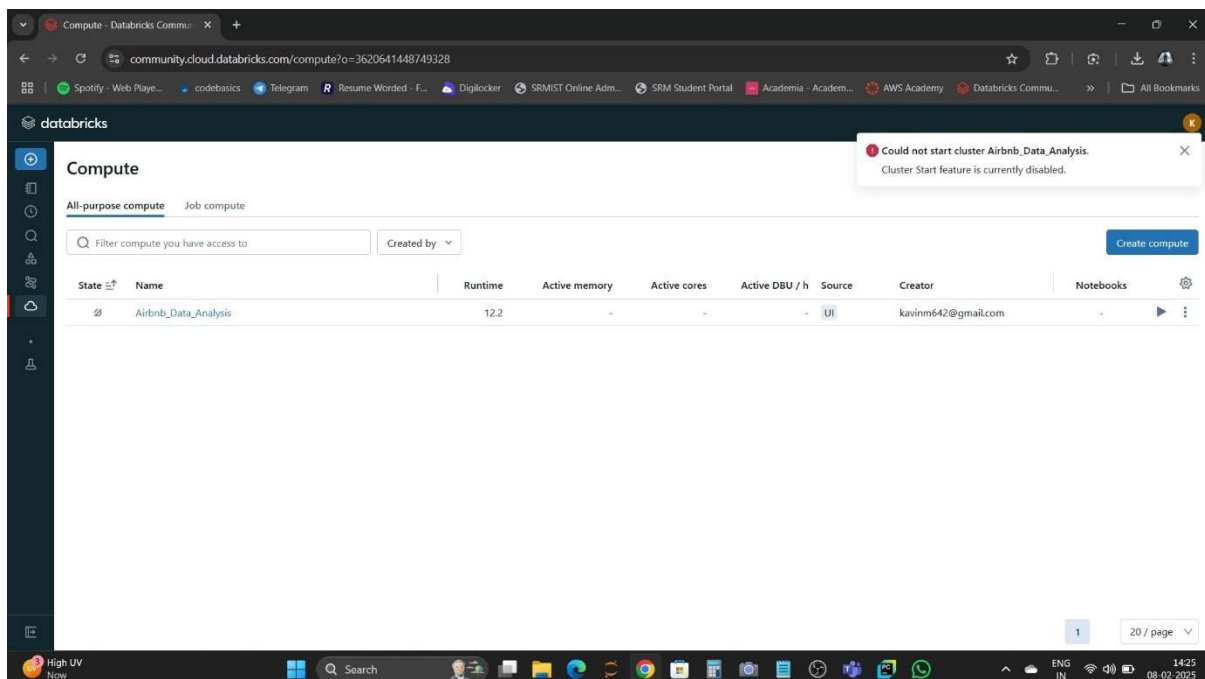 Compute - Databricks Commu
community.cloud.databricks.com/compute?o=3620641448749328
Spotify - Web Playe... codebasics Telegram Resume Worded - F... Digilocker SRMIST Online Adm... SRM Student Portal Academia - Academ... AWS Academy Databricks Commu... » All Bookmarks
databricks
K
Could not start cluster Airbnb_Data_Analysis.
Cluster Start feature is currently disabled.
Compute
All-purpose compute Job compute
Filter compute you have access to Created by Create compute
State Name Runtime Active memory Active cores Active DBU / h Source Creator Notebooks
Airbnb_Data_Analysis 12.2 - - - UI kavinm642@gmail.com -
1 20 / page
3 High UV
Now
Search
ENG
IN
14:25
08-02-2025